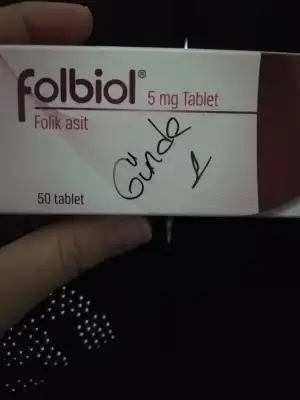 folbiol® 5 mg Tablet
Folik asit
Günde
1
50 tablet